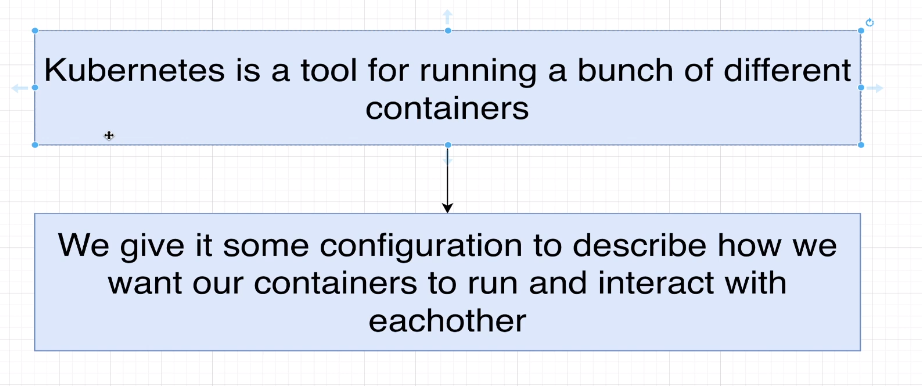 Kubernetes is a tool for running a bunch of different
containers
We give it some configuration to describe how we
want our containers to run and interact with
eachother